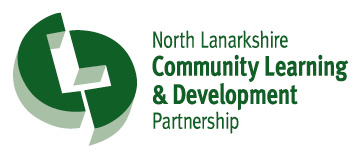 North Lanarkshire
Community Learning
& Development
Partnership